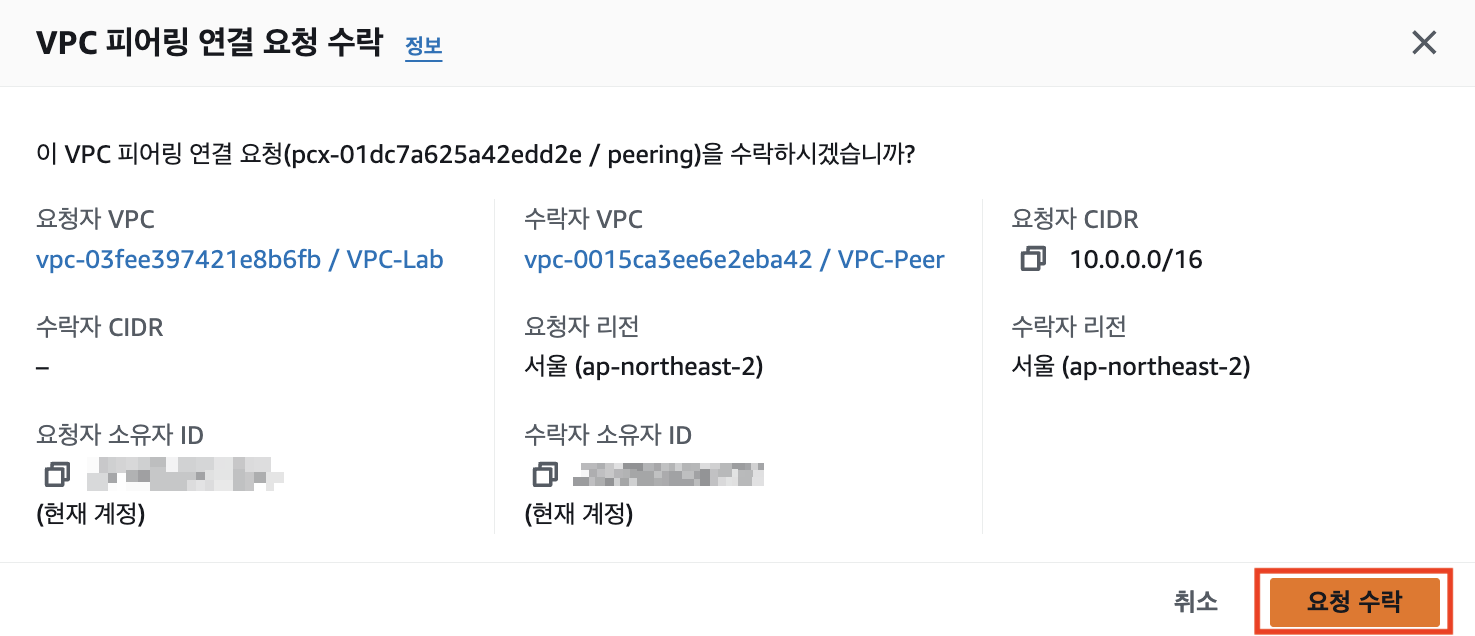 VPC 피어링 연결 요청 수락 정보
이 VPC 피어링 연결 요청(pcx-01dc7a625a42edd2e / peering)을 수락하시겠습니까?
요청자 VPC
vpc-03fee397421e8b6fb / VPC-Lab
수락자 VPC
vpc-0015ca3ee6e2eba42 / VPC-Peer
요청자 CIDR
10.0.0.0/16
수락자 CIDR
–
요청자 리전
서울 (ap-northeast-2)
수락자 리전
서울 (ap-northeast-2)
요청자 소유자 ID
(현재 계정)
수락자 소유자 ID
(현재 계정)
취소
요청 수락